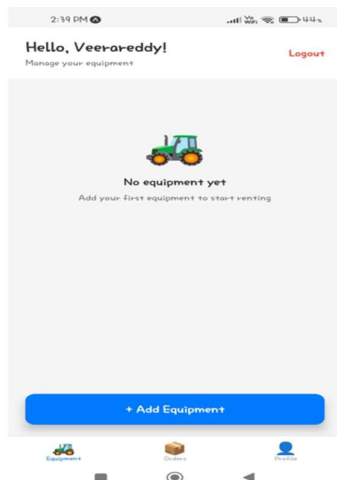 2:39 PM
44%
Hello, Veerareddy!
Logout
Manage your equipment
No equipment yet
Add your first equipment to start renting
+ Add Equipment
Equipment
Orders
Profile